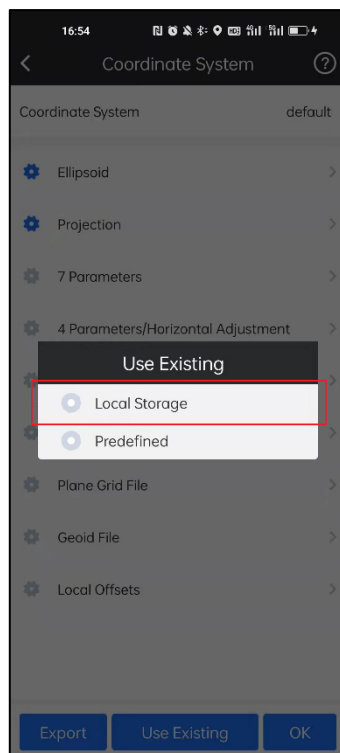 16:54
Coordinate System
Coordinate System default
Ellipsoid
Projection
7 Parameters
4 Parameters/Horizontal Adjustment
Use Existing
Local Storage
Predefined
Plane Grid File
Geoid File
Local Offsets
Export Use Existing OK